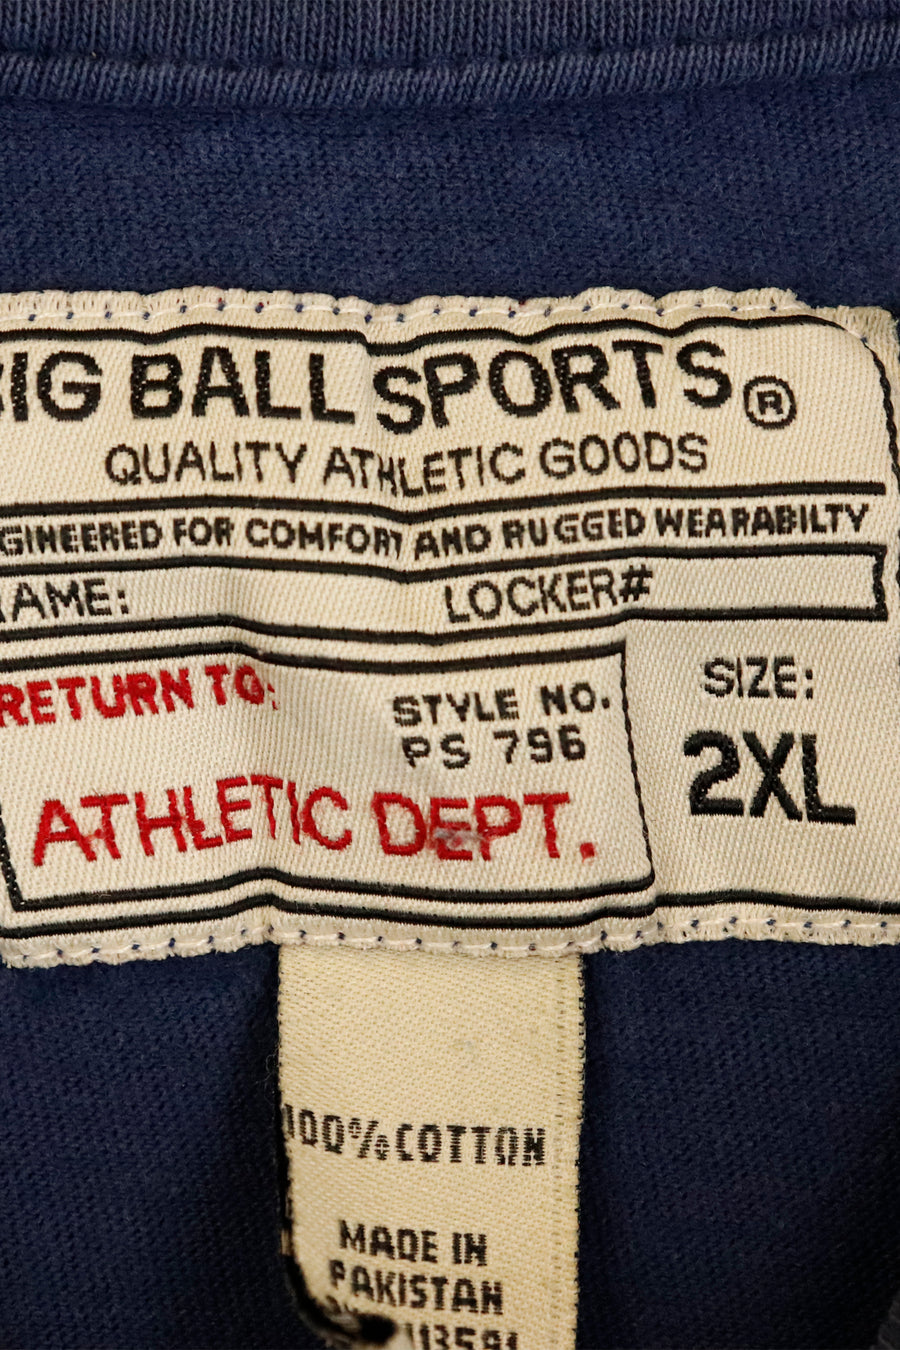 BIG BALL SPORTS®
QUALITY ATHLETIC GOODS
ENGINEERED FOR COMFORT AND RUGGED WEARABILTY
NAME: LOCKER#
RETURN TO:
STYLE NO.
PS 796
ATHLETIC DEPT.
SIZE:
2XL
100% COTTON
MADE IN
PAKISTAN